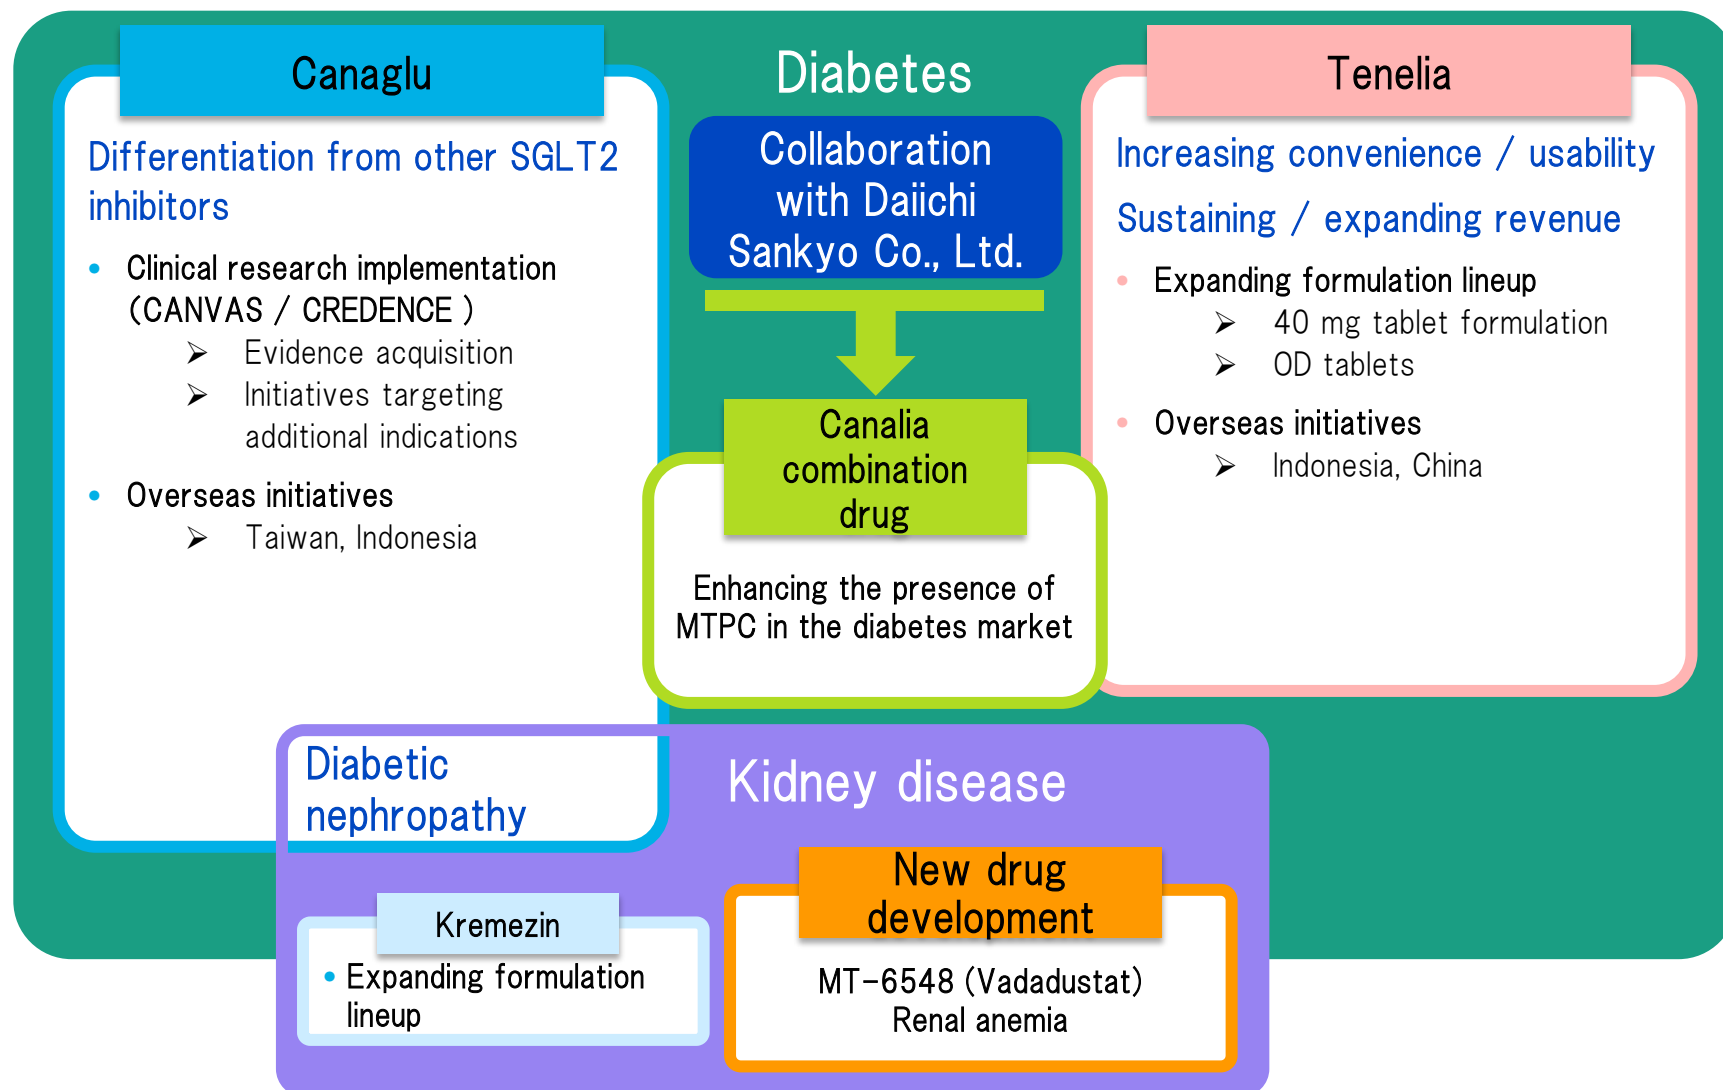 Canaglu
Differentiation from other SGLT2
inhibitors
• Clinical research implementation
(CANVAS / CREDENCE )
➢ Evidence acquisition
➢ Initiatives targeting
additional indications
• Overseas initiatives
➢ Taiwan, Indonesia
Diabetes
Collaboration
with Daiichi
Sankyo Co., Ltd.
Canalia
combination
drug
Enhancing the presence of
MTPC in the diabetes market
Tenelia
Increasing convenience / usability
Sustaining / expanding revenue
• Expanding formulation lineup
➢ 40 mg tablet formulation
➢ OD tablets
• Overseas initiatives
➢ Indonesia, China
Diabetic
nephropathy
Kidney disease
Kremezin
• Expanding formulation
lineup
New drug
development
MT-6548 (Vadadustat)
Renal anemia